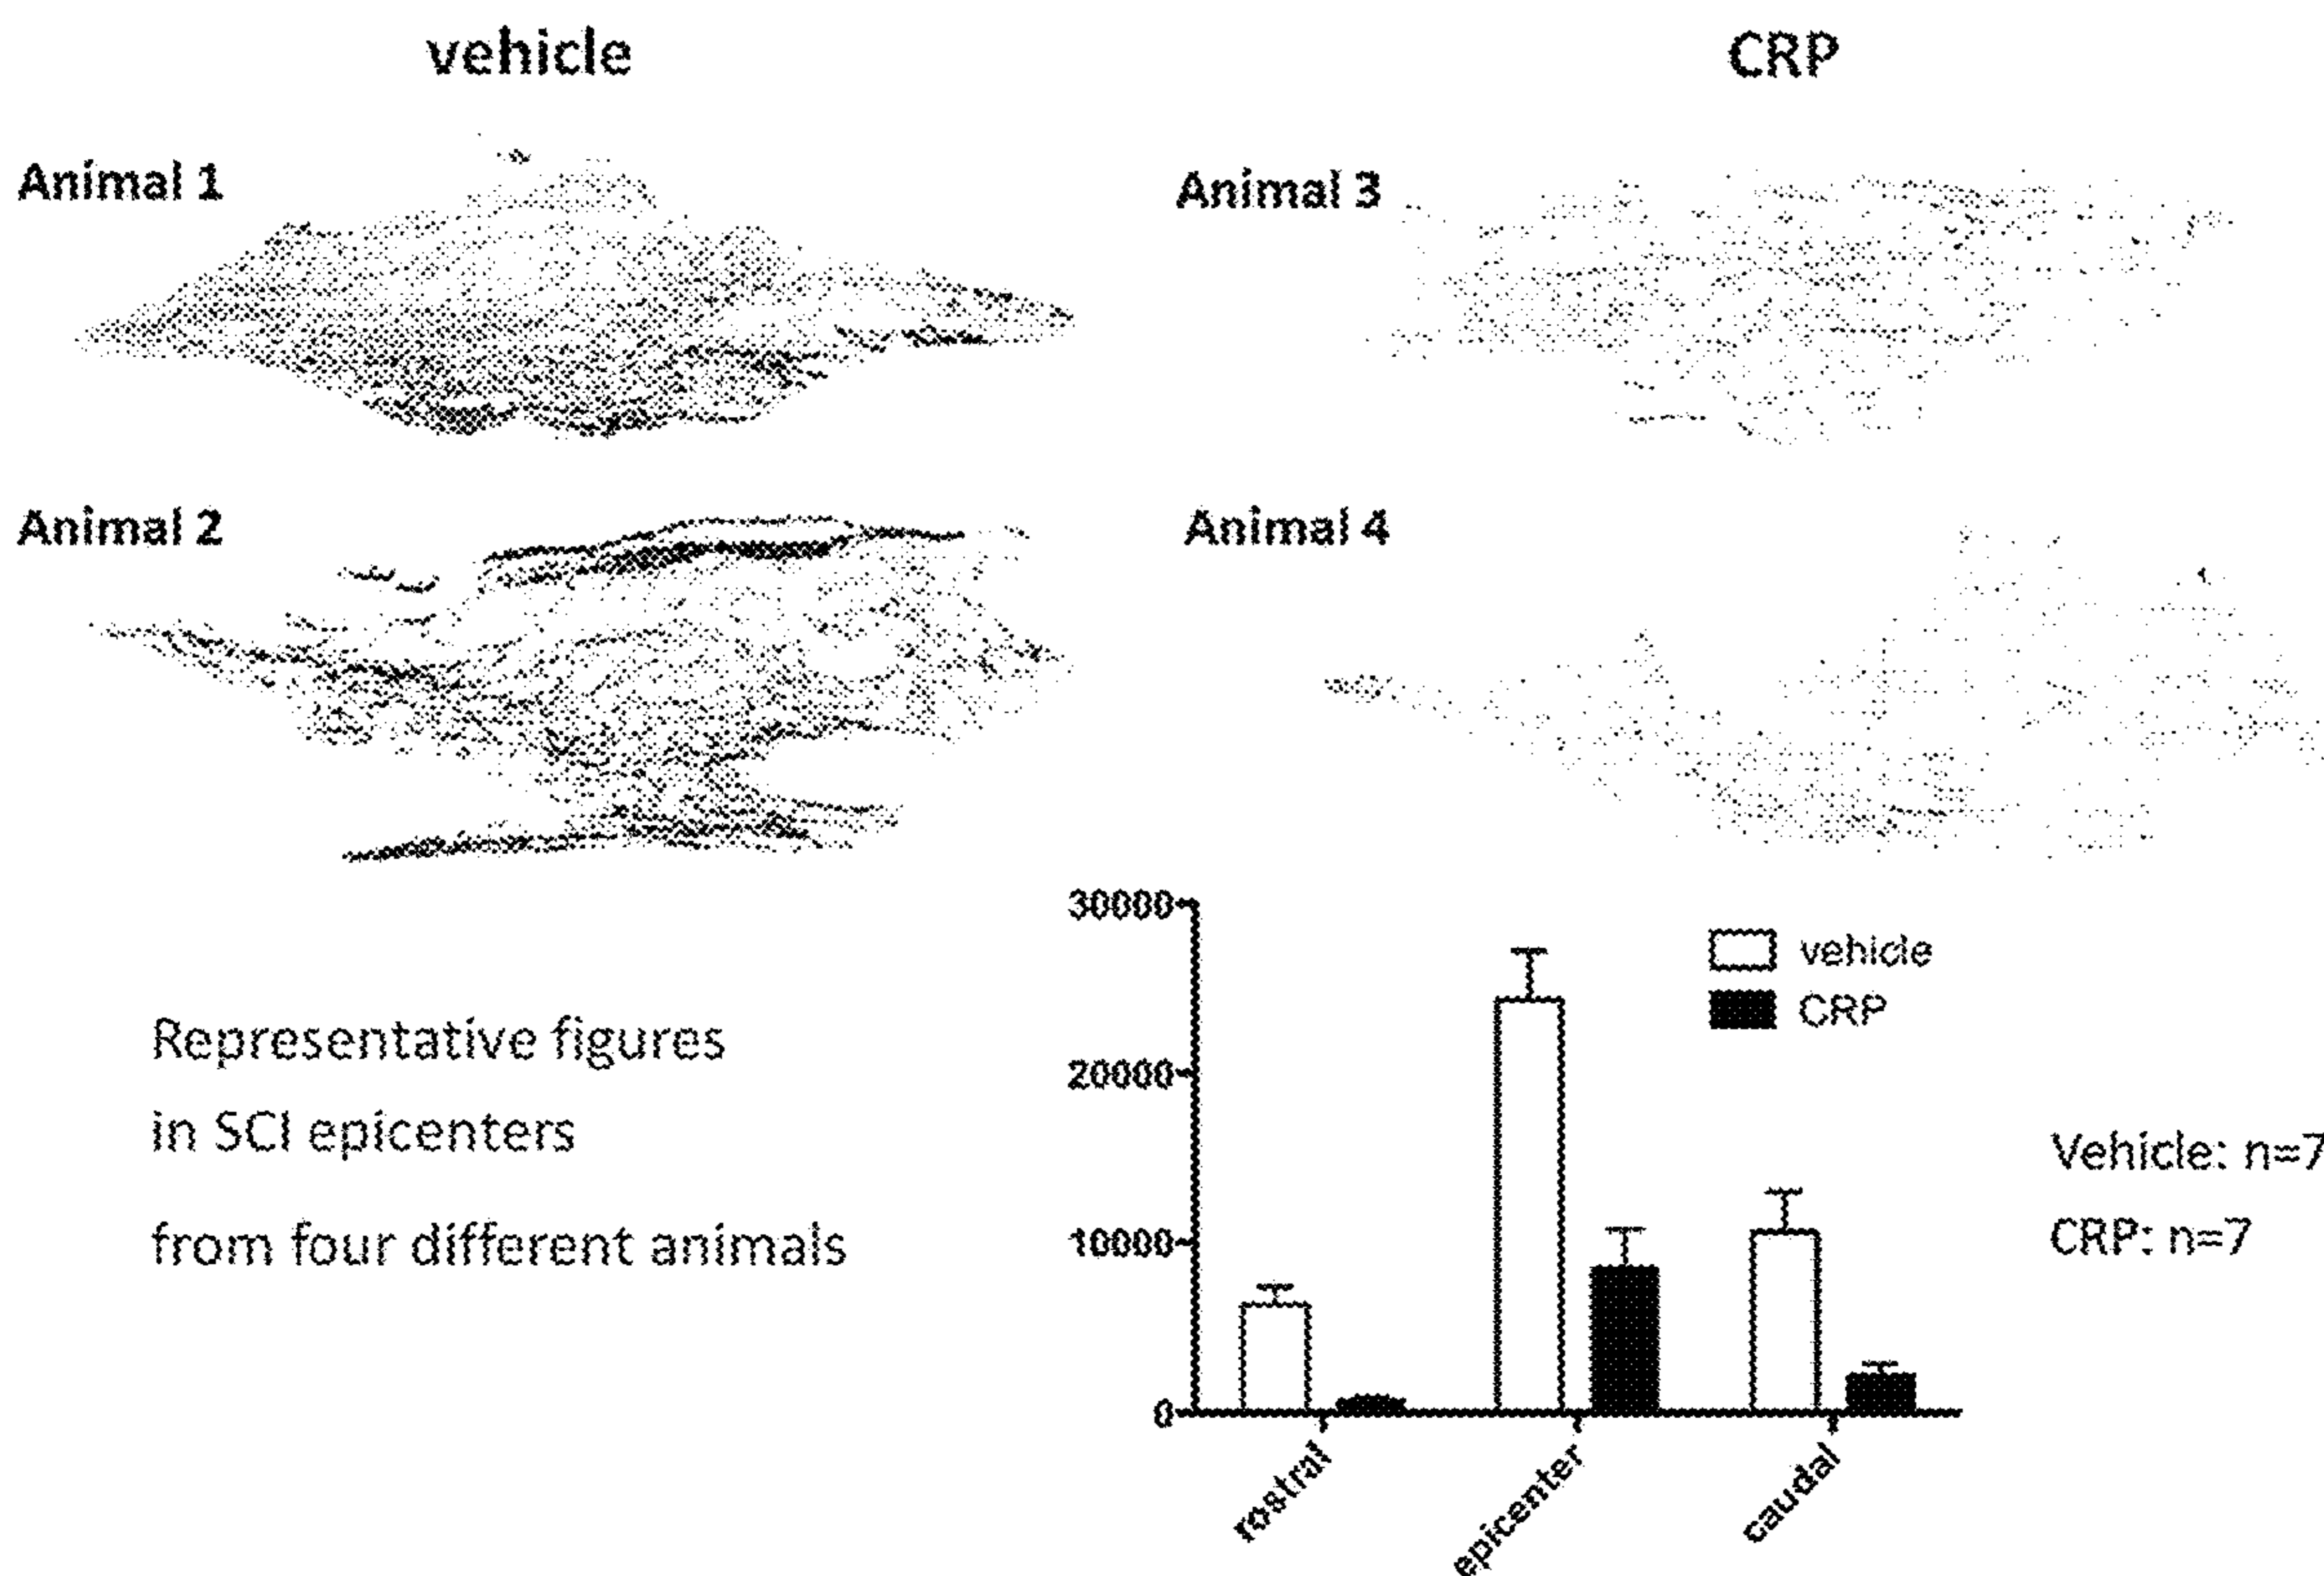 vehicle
CRP
Animal 1
Animal 3
Animal 2
Animal 4
30000
20000
10000
0
vehicle
CRP
rostral
epicenter
caudal
Representative figures
in SCI epicenters
from four different animals
Vehicle: n=7
CRP: n=7